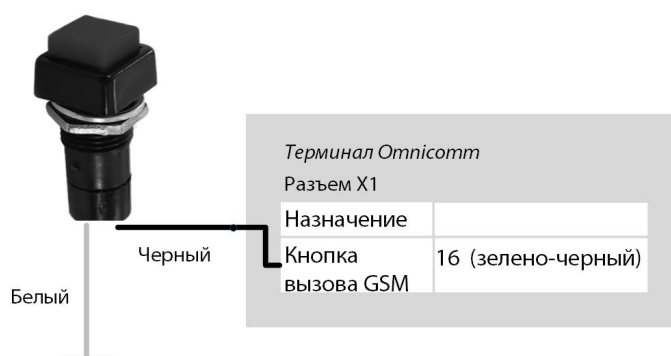 Терминал Omnicomm
Разъем X1
Назначение
Черный
Кнопка
вызова GSM
16 (зелено-черный)
Белый